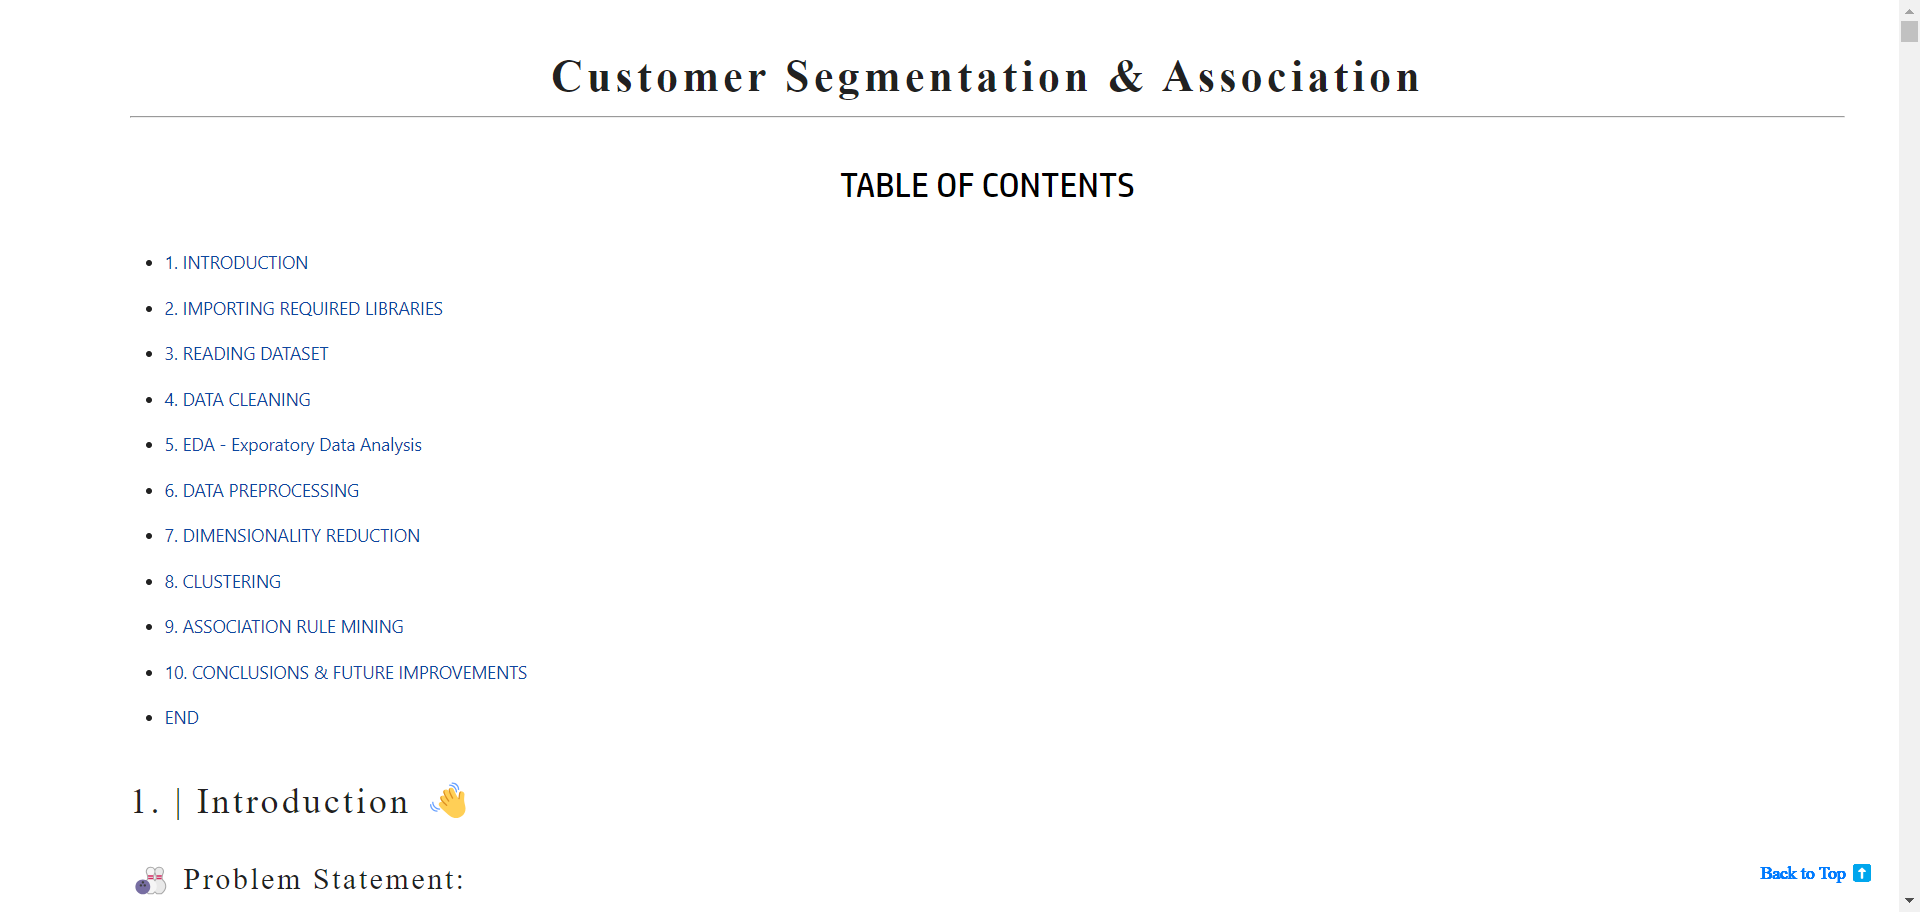 Customer Segmentation & Association
TABLE OF CONTENTS
1. INTRODUCTION
2. IMPORTING REQUIRED LIBRARIES
3. READING DATASET
4. DATA CLEANING
5. EDA - Exporatory Data Analysis
6. DATA PREPROCESSING
7. DIMENSIONALITY REDUCTION
8. CLUSTERING
9. ASSOCIATION RULE MINING
10. CONCLUSIONS & FUTURE IMPROVEMENTS
END
1. | Introduction 👋
🎳 Problem Statement:
Back to Top ⬆️